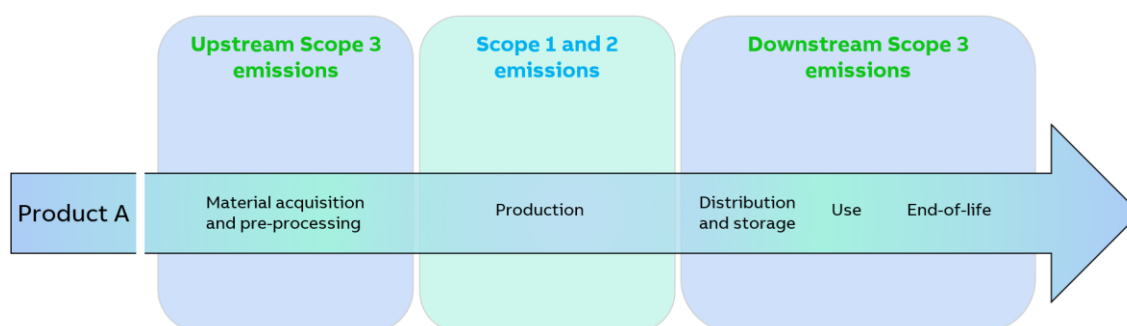 Upstream Scope 3
emissions
Scope 1 and 2
emissions
Downstream Scope 3
emissions
Product A
Material acquisition
and pre-processing
Production
Distribution
and storage
Use
End-of-life